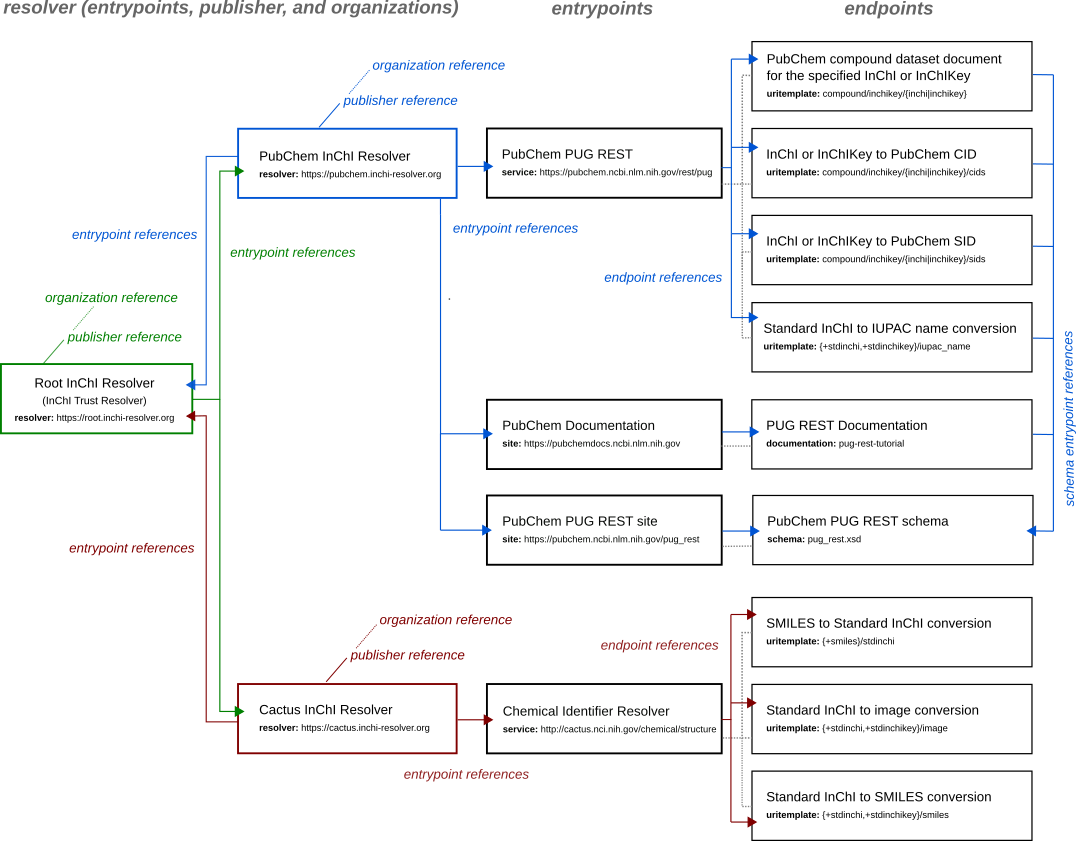 resolver (entrypoints, publisher, and organizations)
entrypoints
endpoints
organization reference
publisher reference
PubChem InChI Resolver
resolver: https://pubchem.inchi-resolver.org
PubChem PUG REST
service: https://pubchem.ncbi.nlm.nih.gov/rest/pug
PubChem compound dataset document
for the specified InChI or InChIKey
uritemplate: compound/inchikey/{inchi|inchikey}
InChI or InChIKey to PubChem CID
uritemplate: compound/inchikey/{inchi|inchikey}/cids
InChI or InChIKey to PubChem SID
uritemplate: compound/inchikey/{inchi|inchikey}/sids
Standard InChI to IUPAC name conversion
uritemplate: {+stdinchi,+stdinchikey}/iupac_name
entrypoint references
entrypoint references
entrypoint references
endpoint references
organization reference
publisher reference
Root InChI Resolver
(InChI Trust Resolver)
resolver: https://root.inchi-resolver.org
PubChem Documentation
site: https://pubchemdocs.ncbi.nlm.nih.gov
PUG REST Documentation
documentation: pug-rest-tutorial
schema entrypoint references
PubChem PUG REST site
site: https://pubchem.ncbi.nlm.nih.gov/pug_rest
PubChem PUG REST schema
schema: pug_rest.xsd
entrypoint references
organization reference
publisher reference
endpoint references
Cactus InChI Resolver
resolver: https://cactus.inchi-resolver.org
Chemical Identifier Resolver
service: http://cactus.nci.nih.gov/chemical/structure
entrypoint references
SMILES to Standard InChI conversion
uritemplate: {+smiles}/stdinchi
Standard InChI to image conversion
uritemplate: {+stdinchi,+stdinchikey}/image
Standard InChI to SMILES conversion
uritemplate: {+stdinchi,+stdinchikey}/smiles